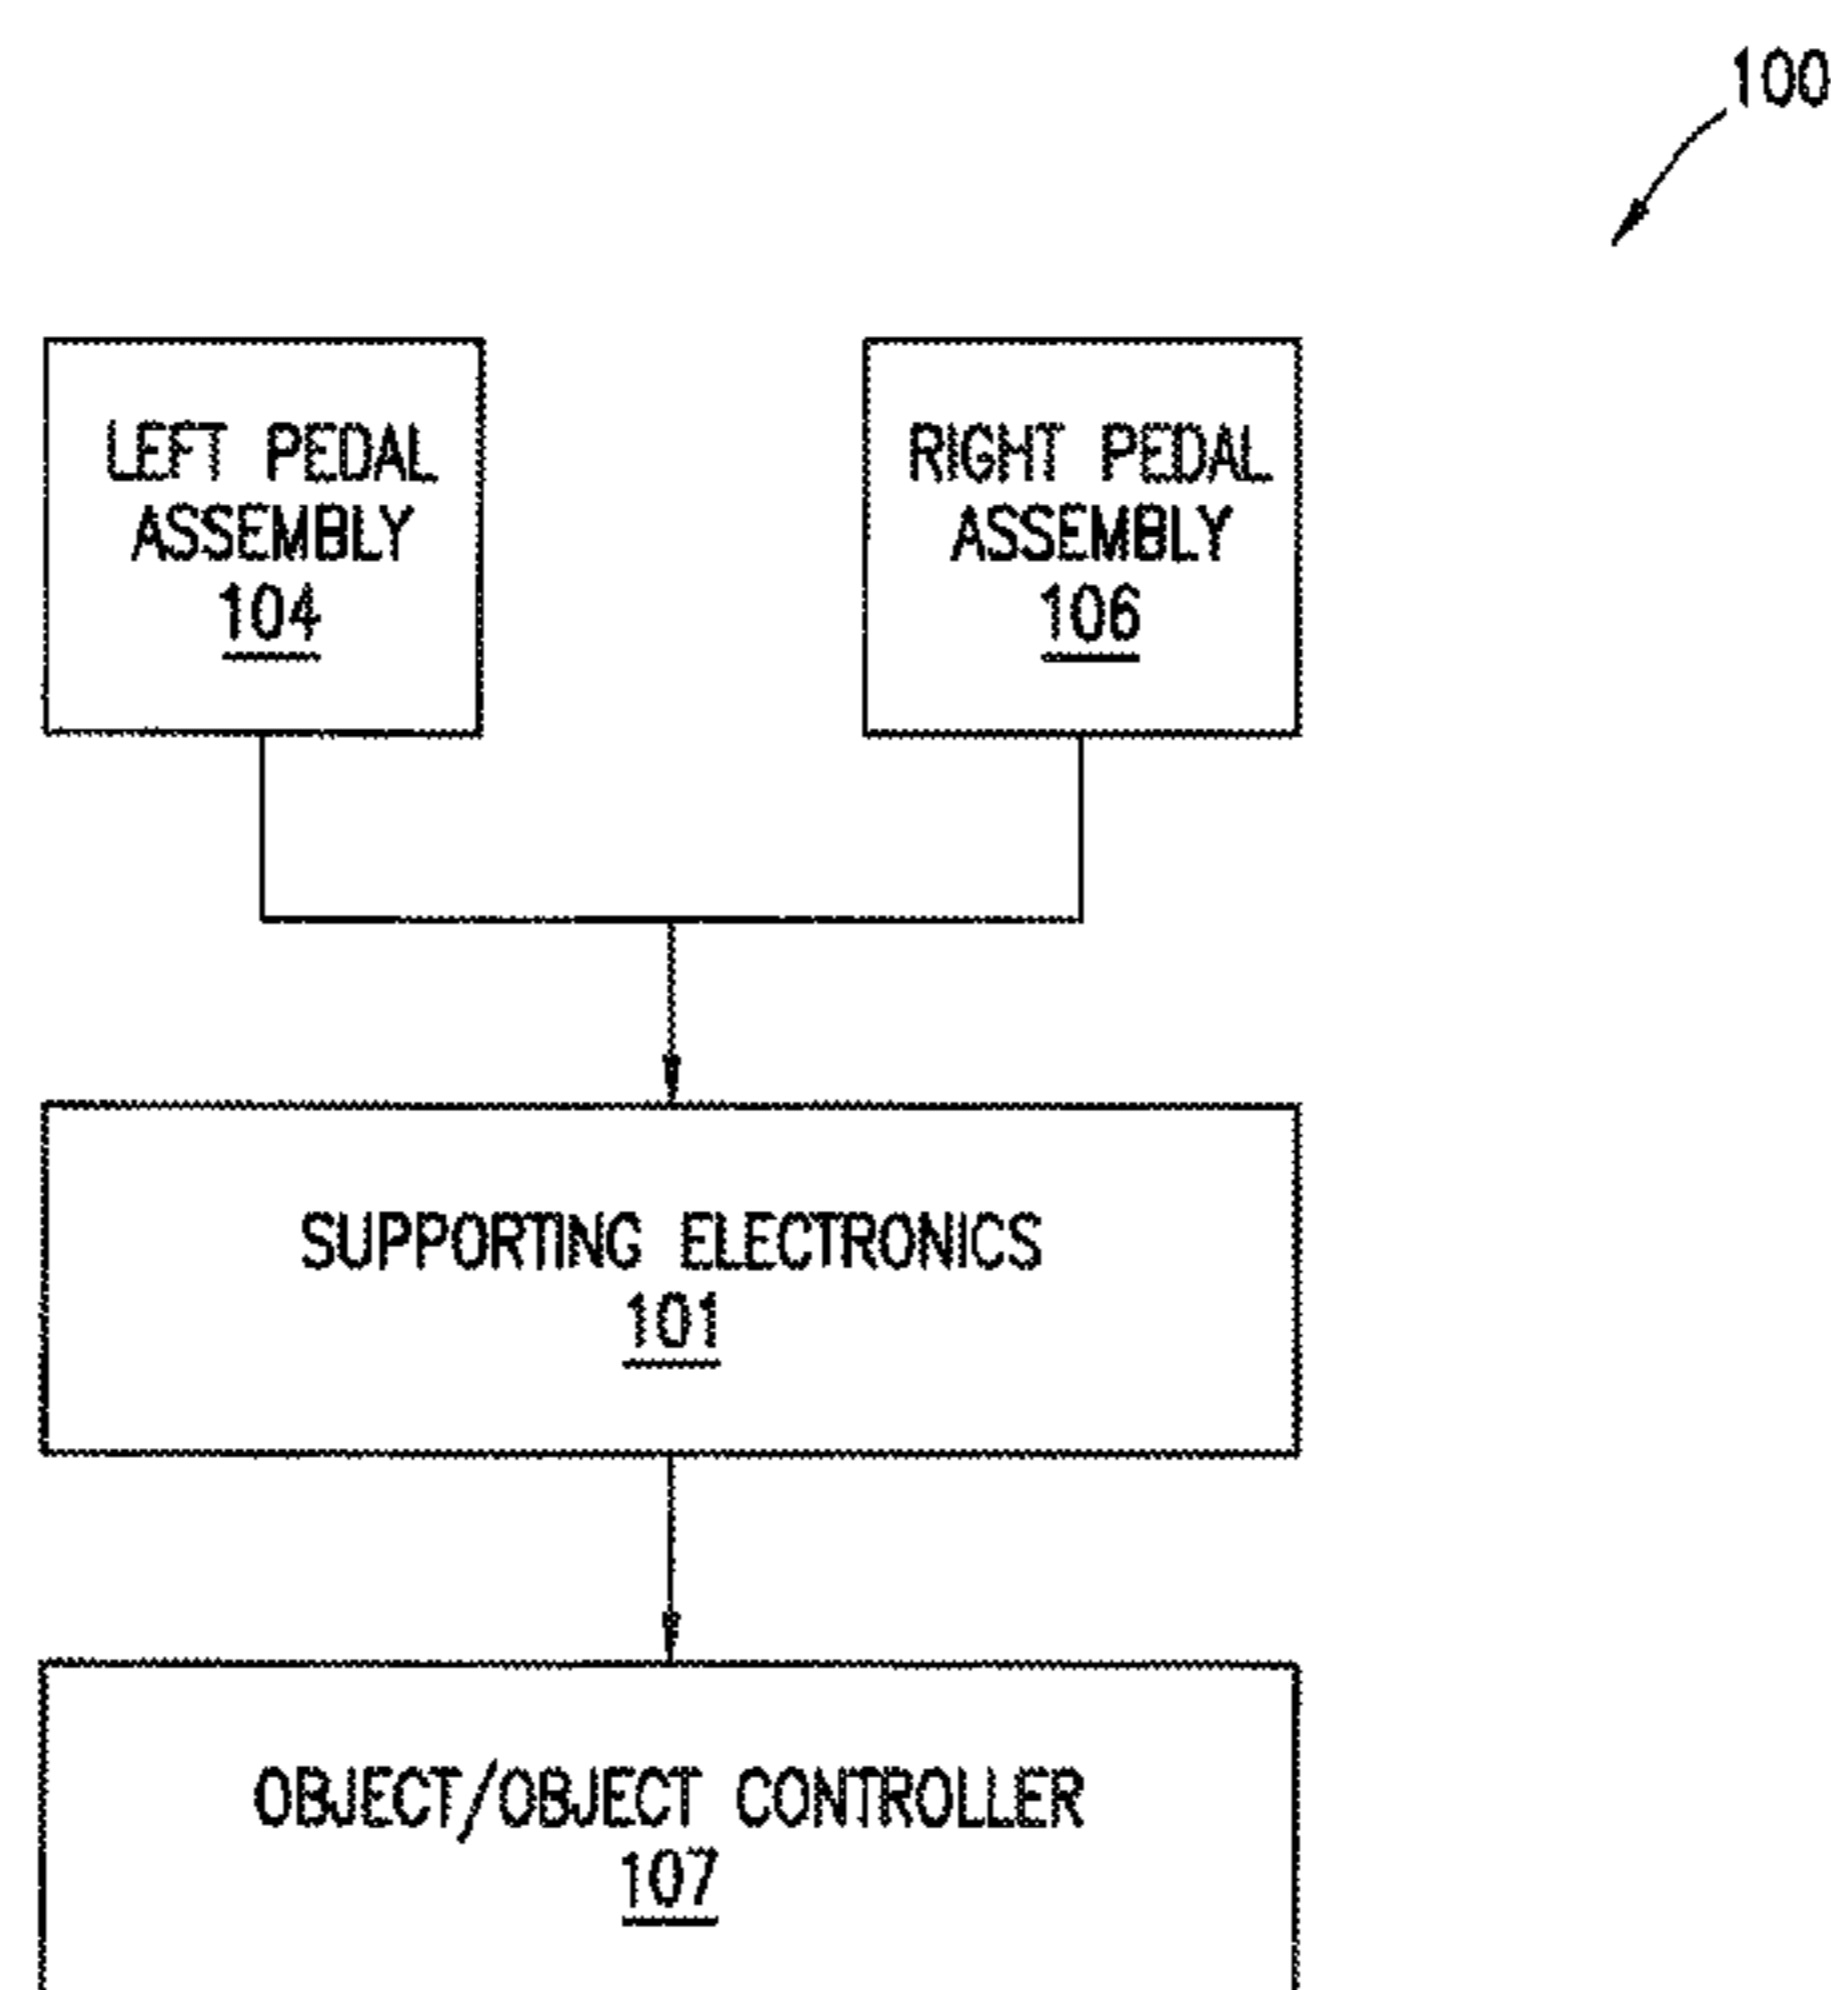 100
LEFT PEDAL
ASSEMBLY
104
RIGHT PEDAL
ASSEMBLY
106
SUPPORTING ELECTRONICS
101
OBJECT/OBJECT CONTROLLER
107